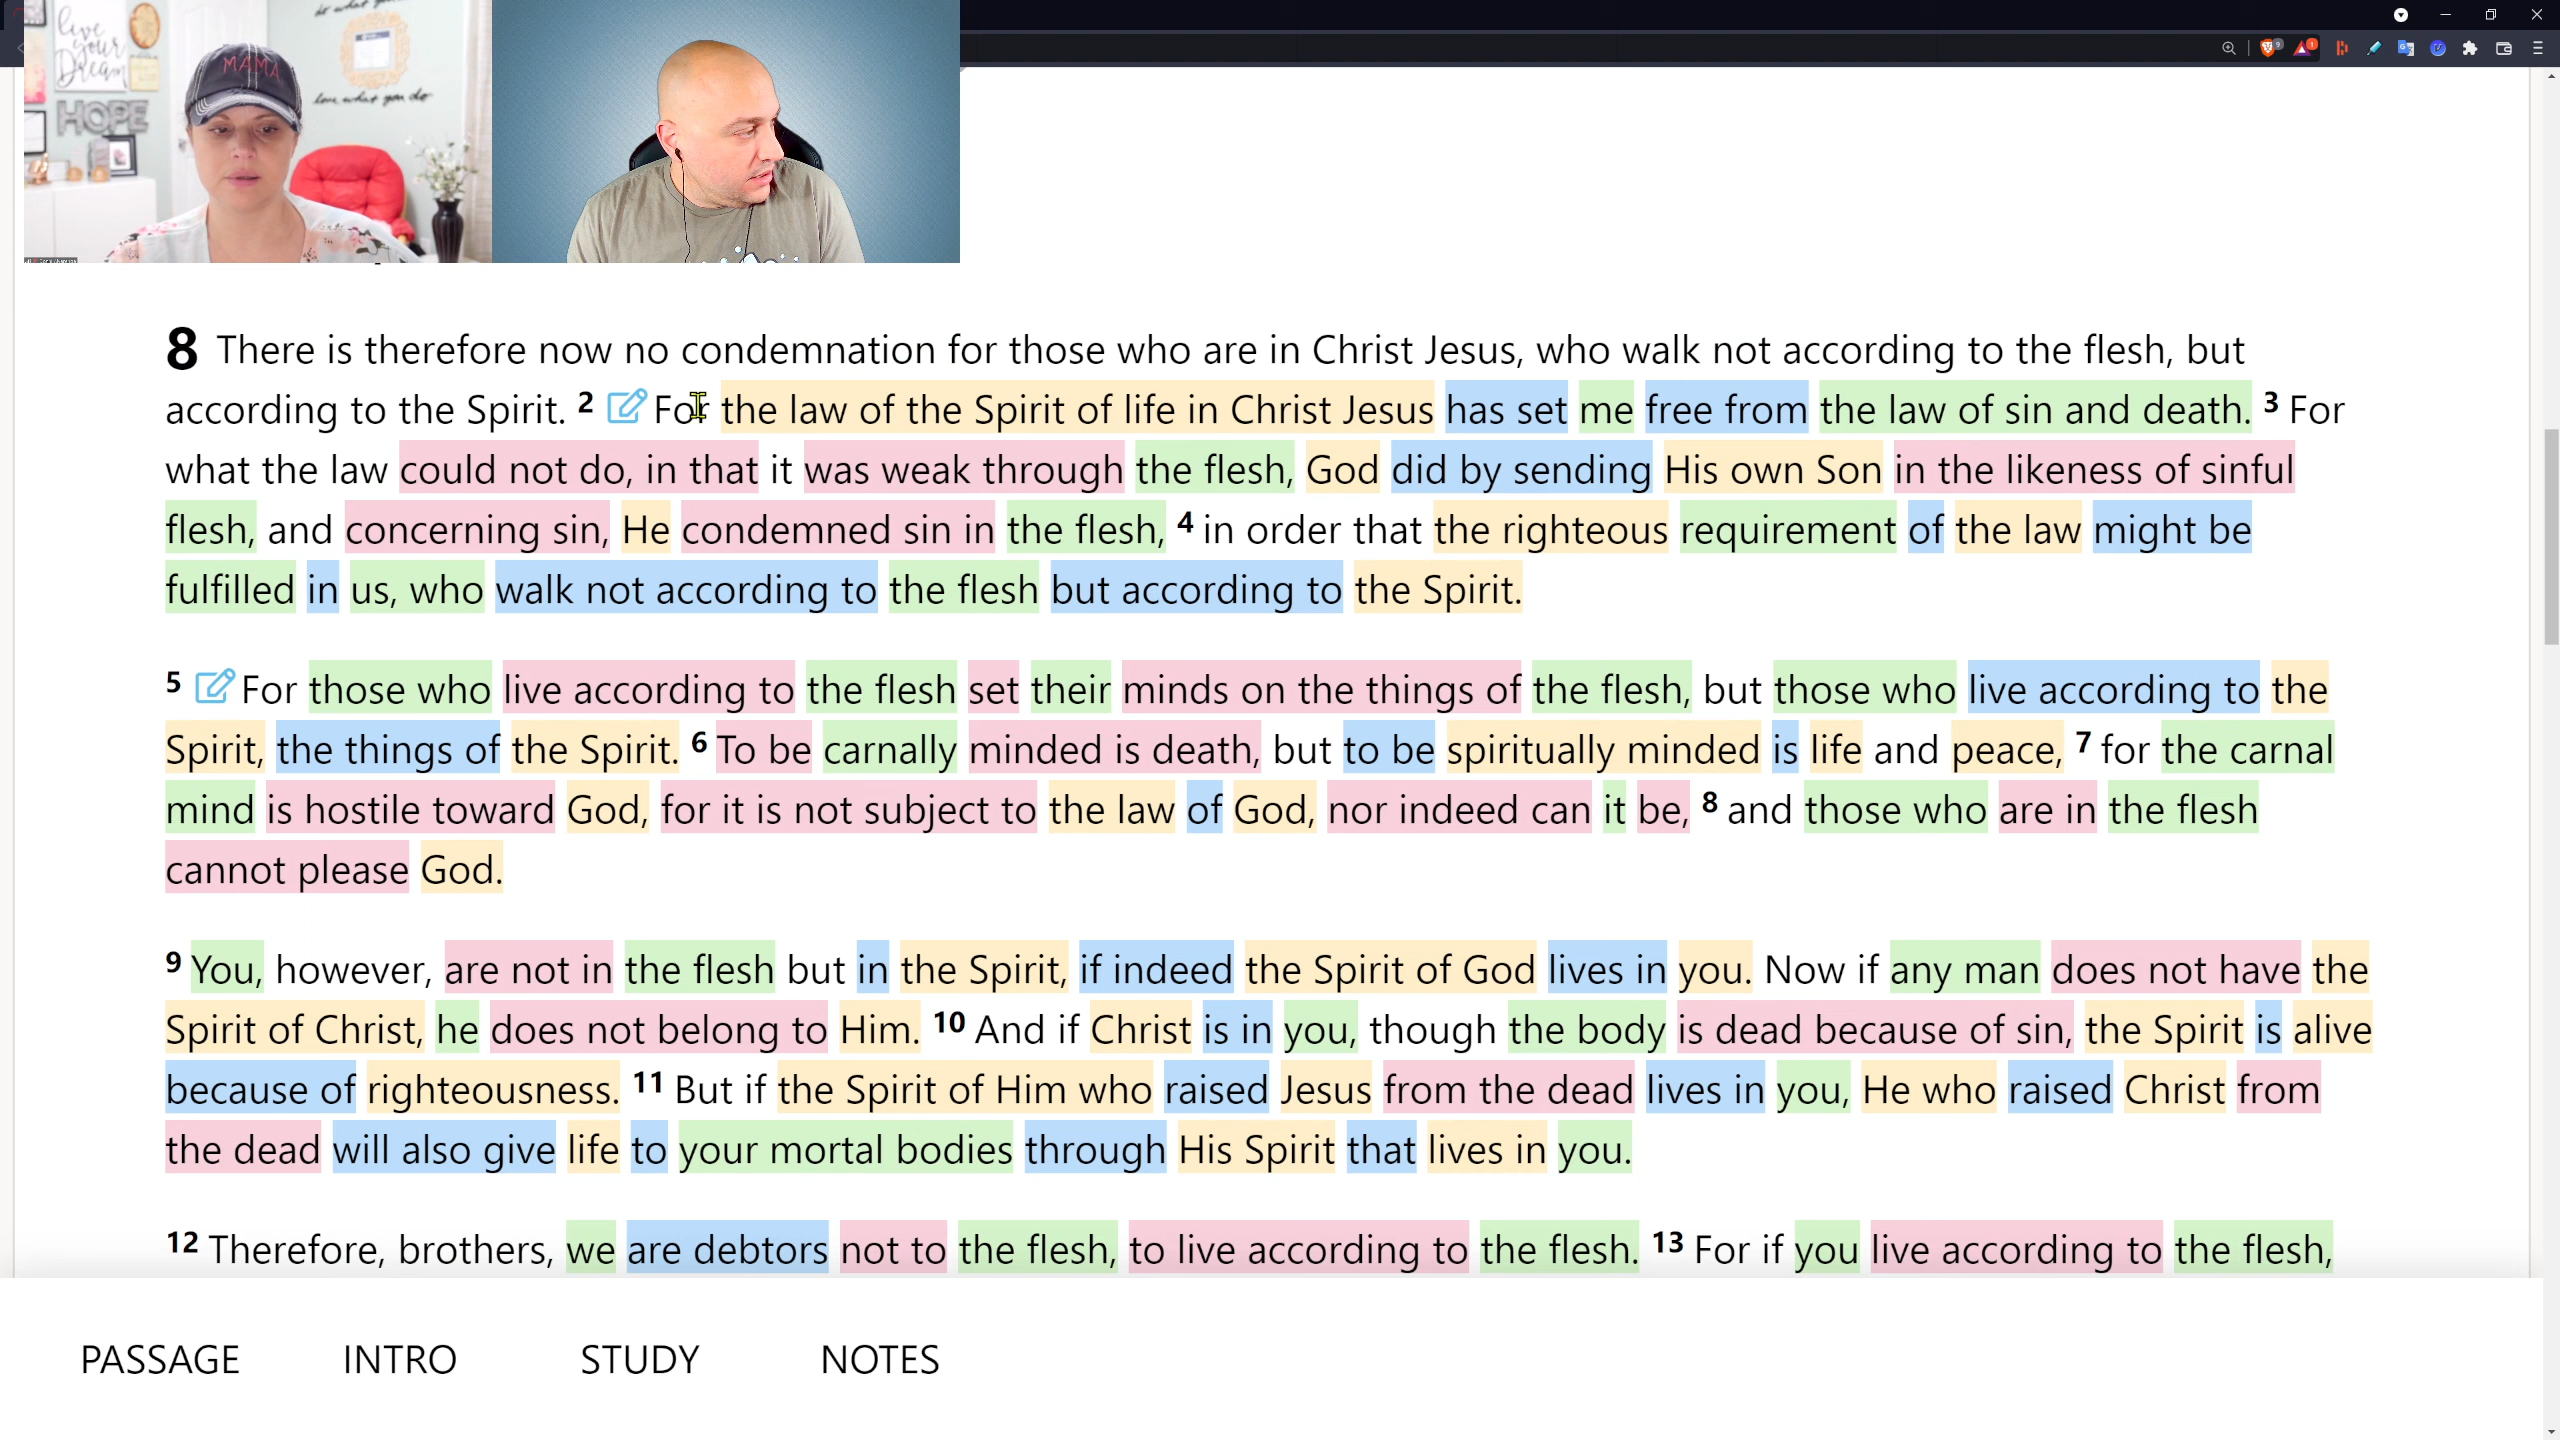 do what you
live
your
Dream
HOPE
MAMA
love what you do
8 There is therefore now no condemnation for those who are in Christ Jesus, who walk not according to the flesh, but
according to the Spirit. 2 For the law of the Spirit of life in Christ Jesus has set me free from the law of sin and death. 3 For
what the law could not do, in that it was weak through the flesh, God did by sending His own Son in the likeness of sinful
flesh, and concerning sin, He condemned sin in the flesh, 4 in order that the righteous requirement of the law might be
fulfilled in us, who walk not according to the flesh but according to the Spirit.
5 For those who live according to the flesh set their minds on the things of the flesh, but those who live according to the
Spirit, the things of the Spirit. 6 To be carnally minded is death, but to be spiritually minded is life and peace, 7 for the carnal
mind is hostile toward God, for it is not subject to the law of God, nor indeed can it be, 8 and those who are in the flesh
cannot please God.
9 You, however, are not in the flesh but in the Spirit, if indeed the Spirit of God lives in you. Now if any man does not have the
Spirit of Christ, he does not belong to Him. 10 And if Christ is in you, though the body is dead because of sin, the Spirit is alive
because of righteousness. 11 But if the Spirit of Him who raised Jesus from the dead lives in you, He who raised Christ from
the dead will also give life to your mortal bodies through His Spirit that lives in you.
12 Therefore, brothers, we are debtors not to the flesh, to live according to the flesh. 13 For if you live according to the flesh,
PASSAGE INTRO STUDY NOTES